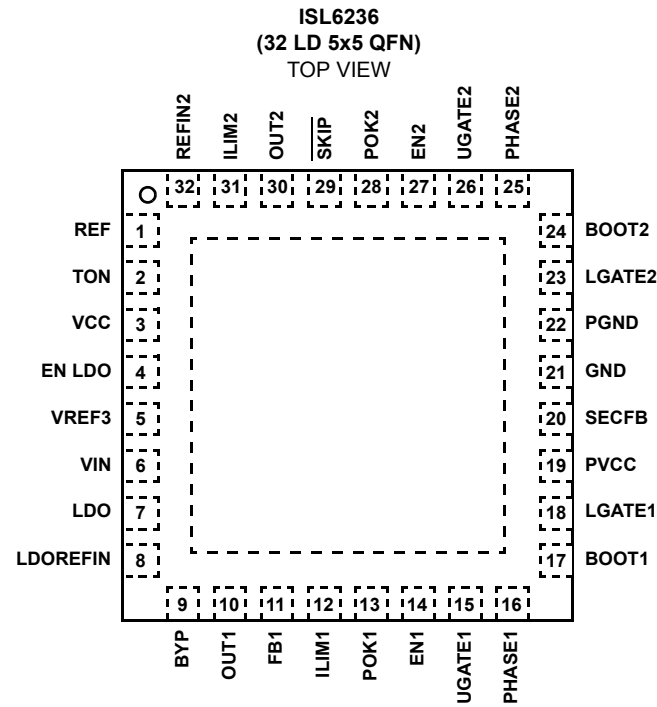 ISL6236
(32 LD 5x5 QFN)
TOP VIEW
REFIN2
ILIM2
OUT2
SKIP
POK2
EN2
UGATE2
PHASE2
32 31 30 29 28 27 26 25
REF 1 24 BOOT2
TON 2 23 LGATE2
VCC 3 22 PGND
EN LDO 4 21 GND
VREF3 5 20 SECFB
VIN 6 19 PVCC
LDO 7 18 LGATE1
LDOREFIN 8 17 BOOT1
9 10 11 12 13 14 15 16
BYP
OUT1
FB1
ILIM1
POK1
EN1
UGATE1
PHASE1